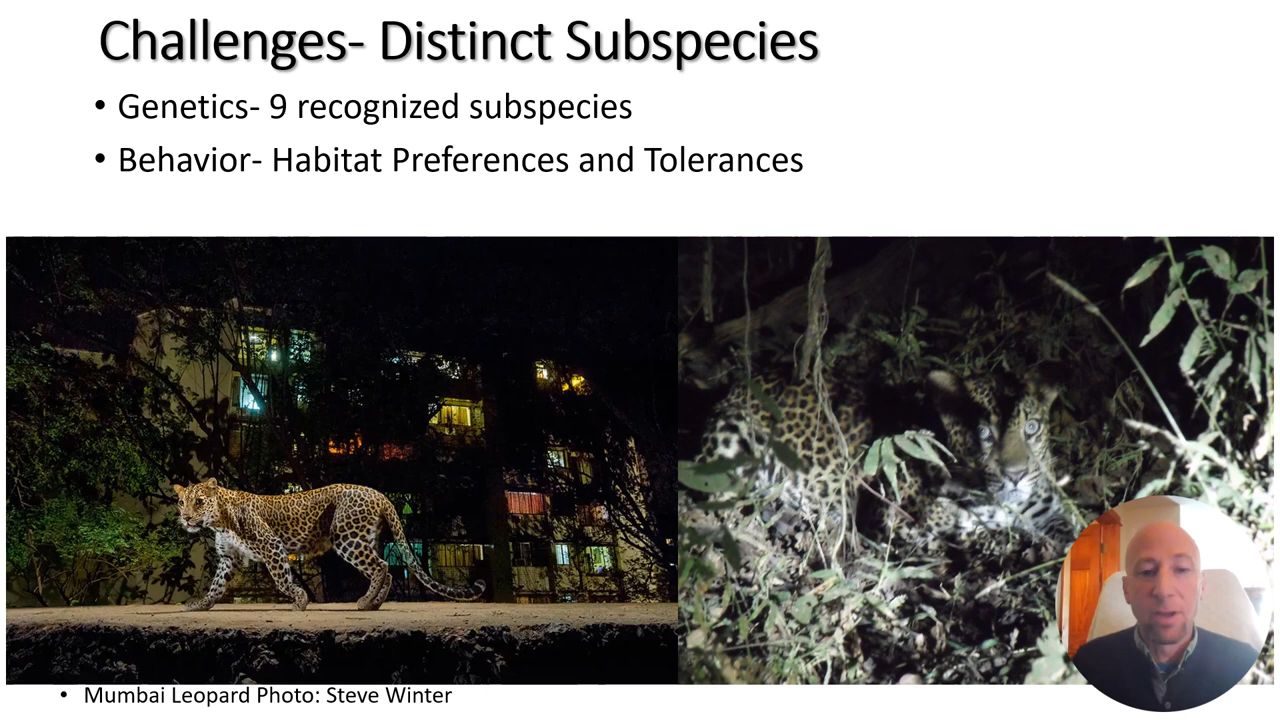 Challenges- Distinct Subspecies
• Genetics- 9 recognized subspecies
• Behavior- Habitat Preferences and Tolerances
• Mumbai Leopard Photo: Steve Winter